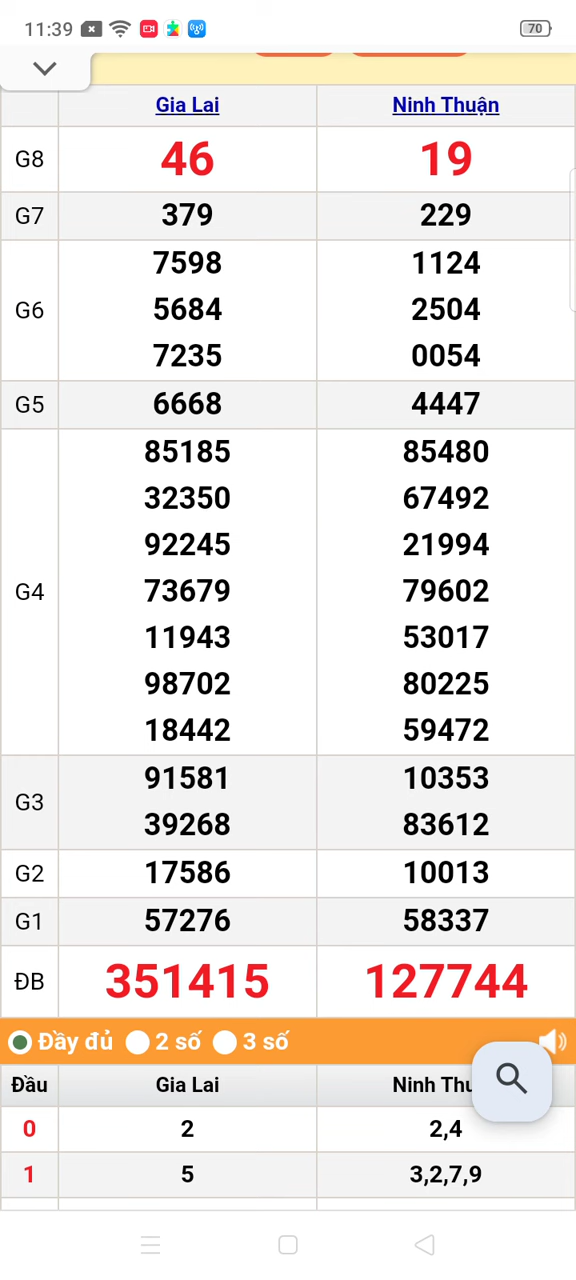 11:39
70
Gia Lai Ninh Thuận
G8 46 19
G7 379 229
7598 1124
G6 5684 2504
7235 0054
G5 6668 4447
85185 85480
32350 67492
92245 21994
G4 73679 79602
11943 53017
98702 80225
18442 59472
G3
91581 10353
39268 83612
G2 17586 10013
G1 57276 58337
ĐB 351415 127744
Đầy đủ 2 số 3 số
Đầu Gia Lai Ninh Thu
0 2 2,4
1 5 3,2,7,9